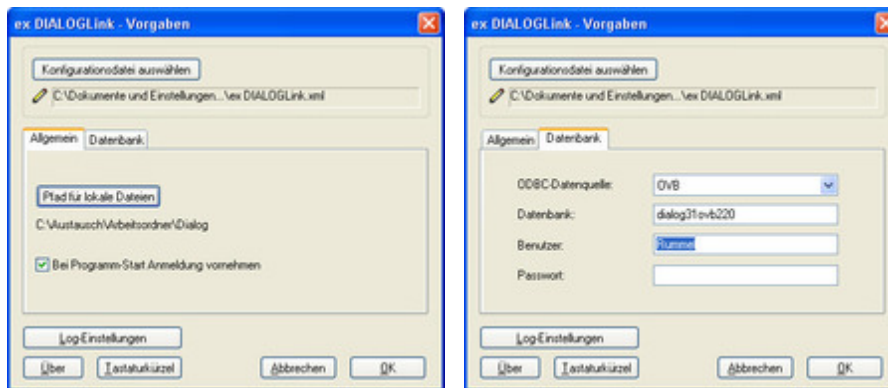 ex DIALOGLink - Vorgaben
Konfigurationsdatei auswählen
C:\Dokumente und Einstellungen...\ex DIALOGLink.xml
Allgemein Datenbank
Pfad für lokale Dateien
C:\Austausch\Arbeitsordner\Dialog
Bei Programm-Start Anmeldung vornehmen
Log-Einstellungen
Über Tastaturkürzel Abbrechen OK
ex DIALOGLink - Vorgaben
Konfigurationsdatei auswählen
C:\Dokumente und Einstellungen...\ex DIALOGLink.xml
Allgemein Datenbank
ODBC-Datenquelle: OVB
Datenbank: dialog31ovb220
Benutzer: Rummel
Passwort:
Log-Einstellungen
Über Tastaturkürzel Abbrechen OK